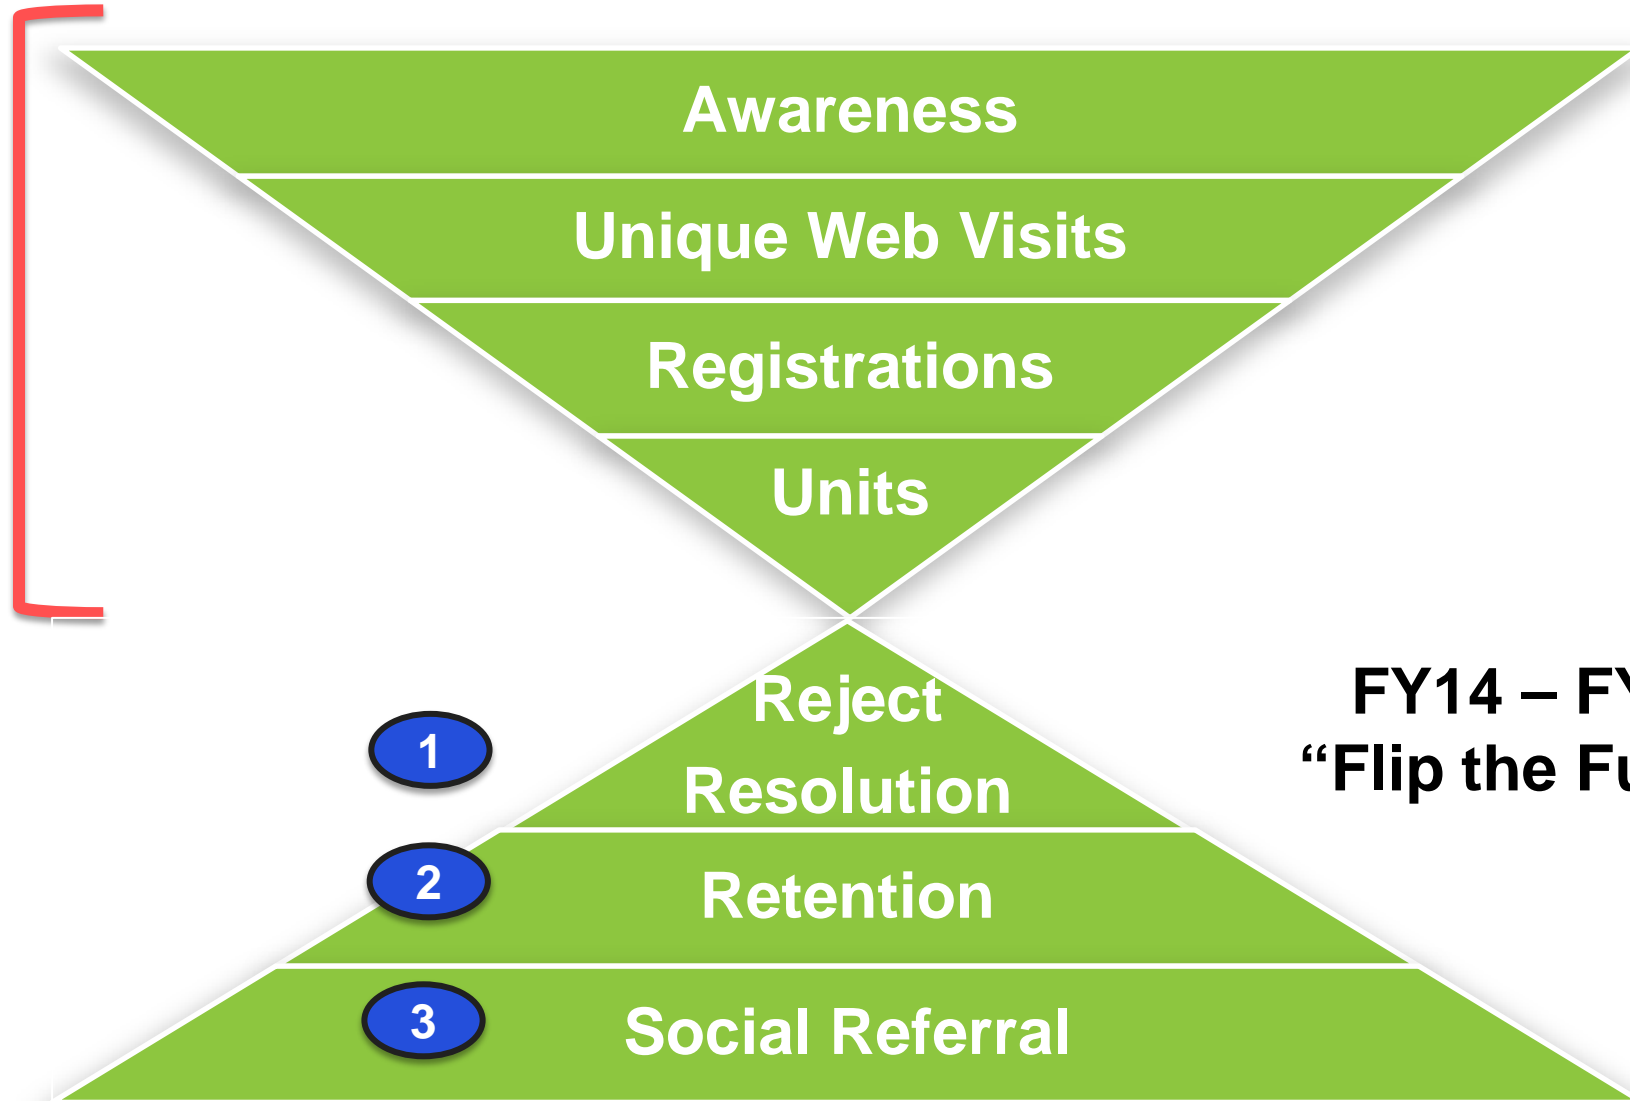 Awareness
Unique Web Visits
Registrations
Units
Reject
Resolution
1
FY14 –
“Flip the
2
Retention
3
Social Referral